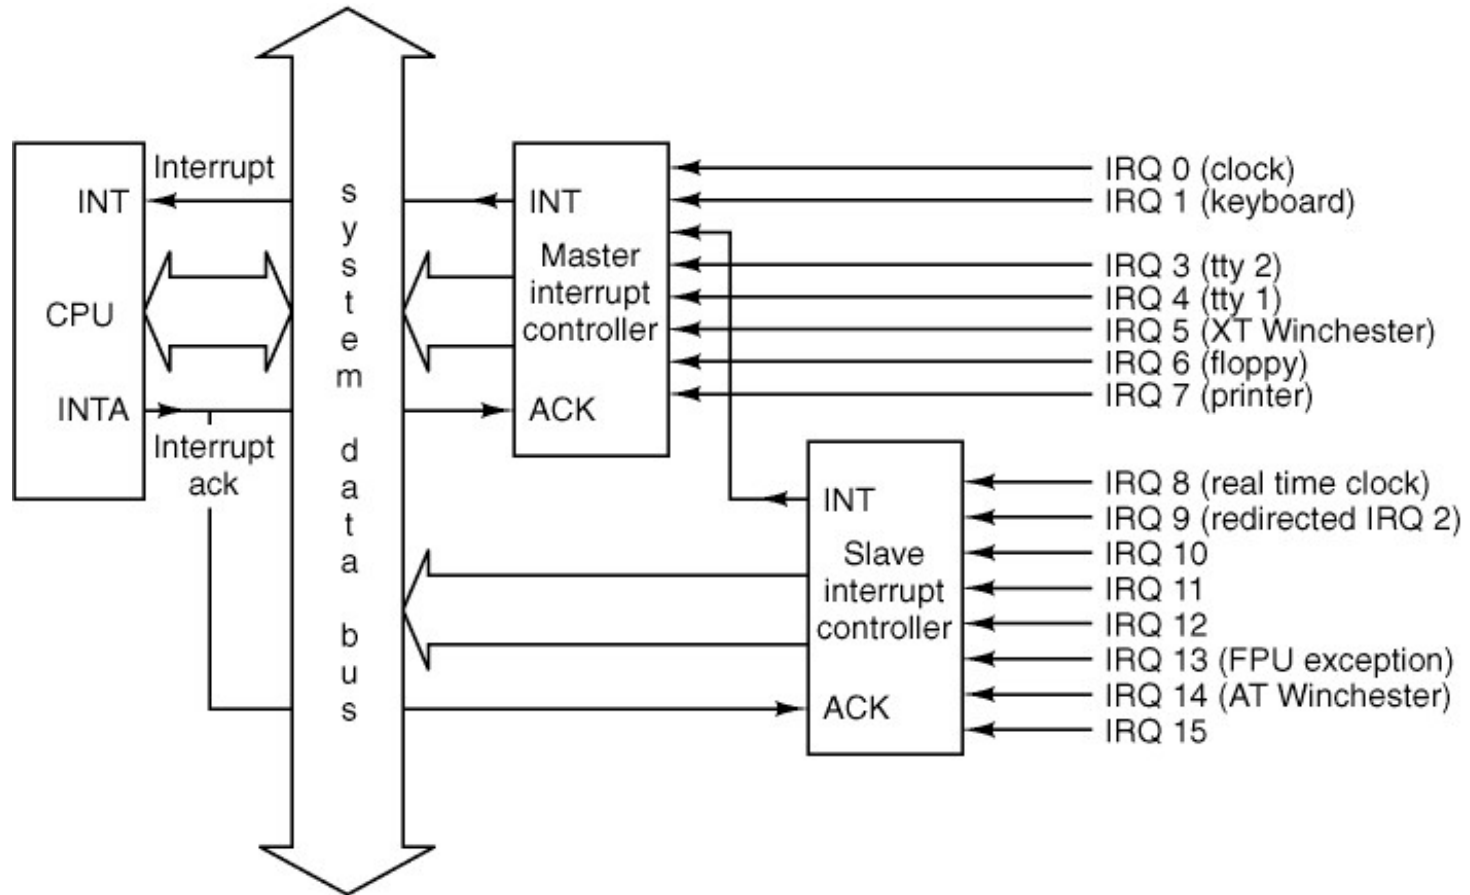 Interrupt
INT
CPU
INTA
Interrupt
ack
system data bus
INT
Master
interrupt
controller
ACK
IRQ 0 (clock)
IRQ 1 (keyboard)
IRQ 3 (tty 2)
IRQ 4 (tty 1)
IRQ 5 (XT Winchester)
IRQ 6 (floppy)
IRQ 7 (printer)
INT
Slave
interrupt
controller
ACK
IRQ 8 (real time clock)
IRQ 9 (redirected IRQ 2)
IRQ 10
IRQ 11
IRQ 12
IRQ 13 (FPU exception)
IRQ 14 (AT Winchester)
IRQ 15